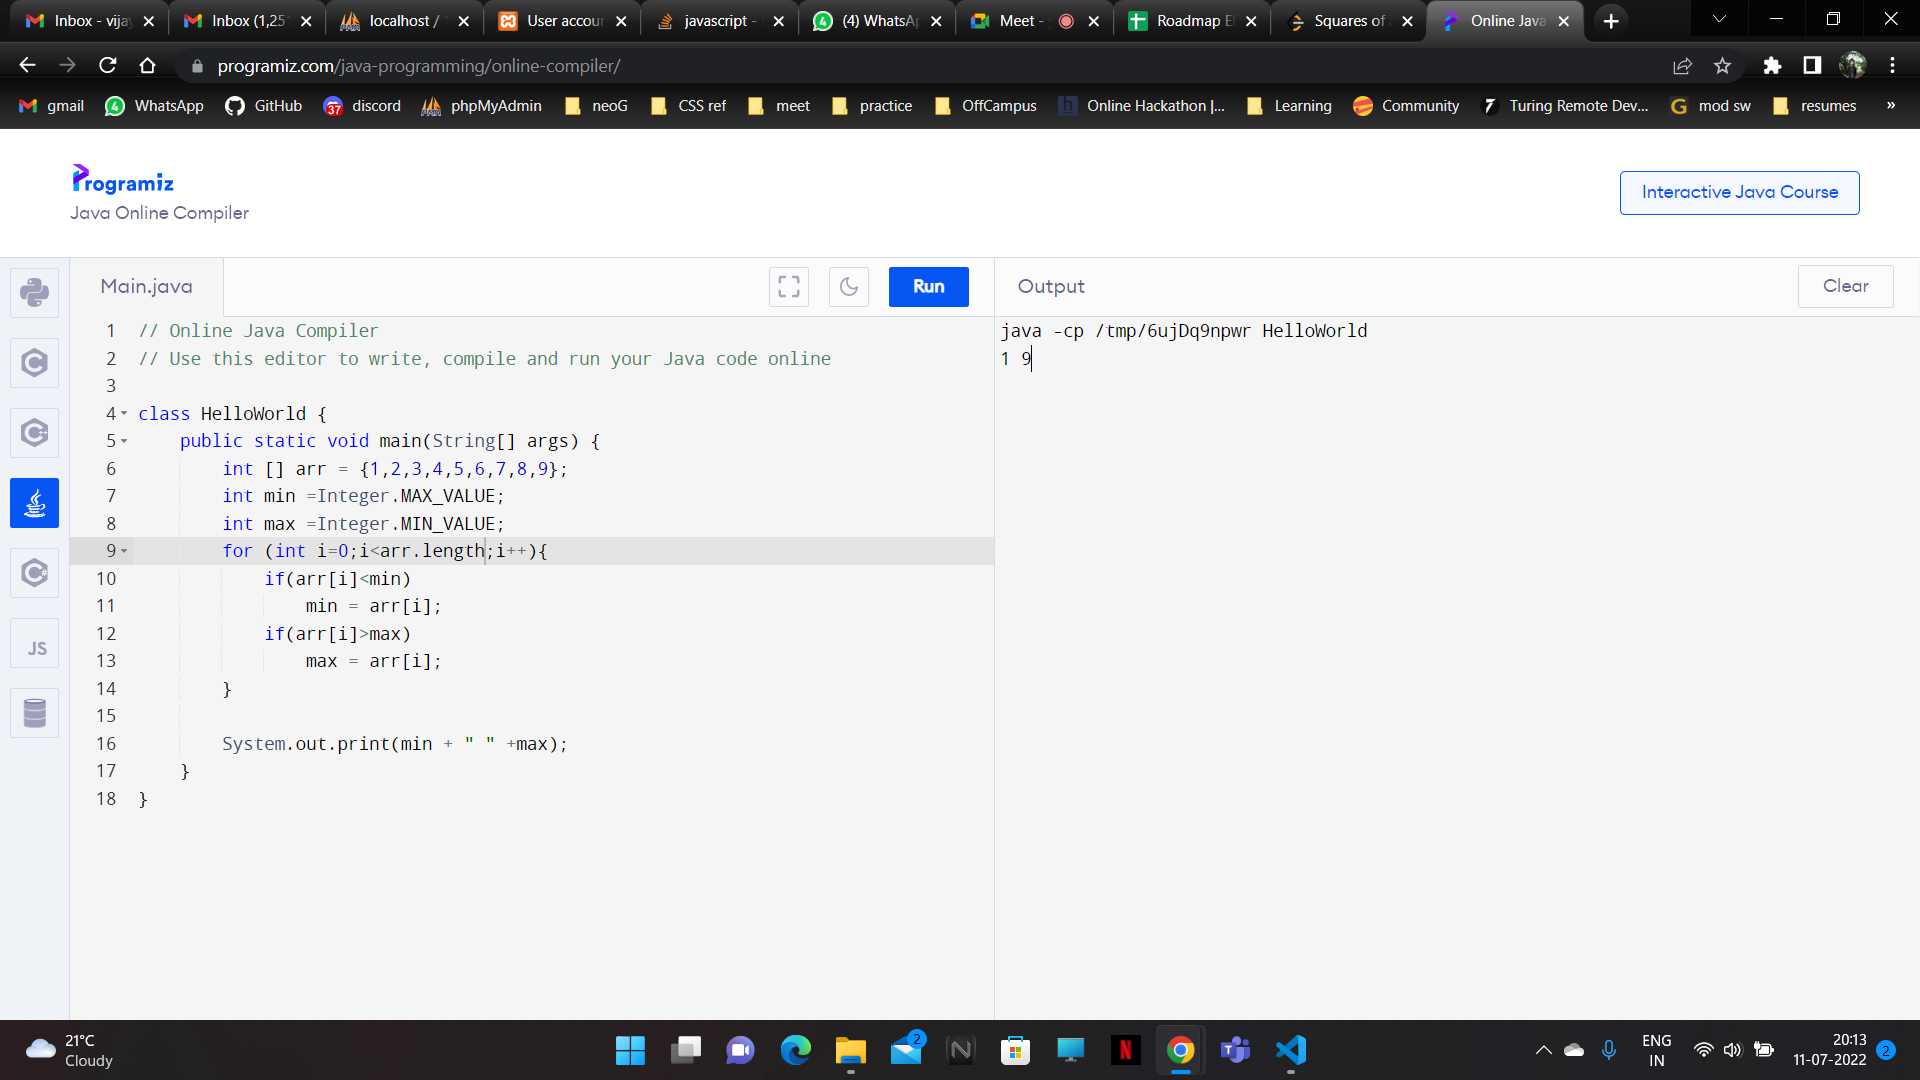 Inbox - vijay
Inbox (1,251
localhost /
User accou
javascript -
(4) WhatsAp
Meet -
Roadmap E
Squares of
Online Java
programiz.com/java-programming/online-compiler/
gmail
WhatsApp
GitHub
37 discord
phpMyAdmin
neoG
CSS ref
meet
practice
OffCampus
h Online Hackathon |...
Learning
Community
Turing Remote Dev...
G mod sw
resumes
»
Programiz
Java Online Compiler
Interactive Java Course
Main.java
Run
Output
Clear
1 // Online Java Compiler
2 // Use this editor to write, compile and run your Java code online
3
4 class HelloWorld {
5 public static void main(String[] args) {
6 int [] arr = {1,2,3,4,5,6,7,8,9};
7 int min =Integer.MAX_VALUE;
8 int max =Integer.MIN_VALUE;
9 for (int i=0;i<arr.length;i++){
10 if(arr[i]<min)
11 min = arr[i];
12 if(arr[i]>max)
13 max = arr[i];
14 }
15
16 System.out.print(min + " " +max);
17 }
18 }
java -cp /tmp/6ujDq9npwr HelloWorld
1 9
JS
21°C
Cloudy
2
N
N
ENG
IN
20:13
11-07-2022
2